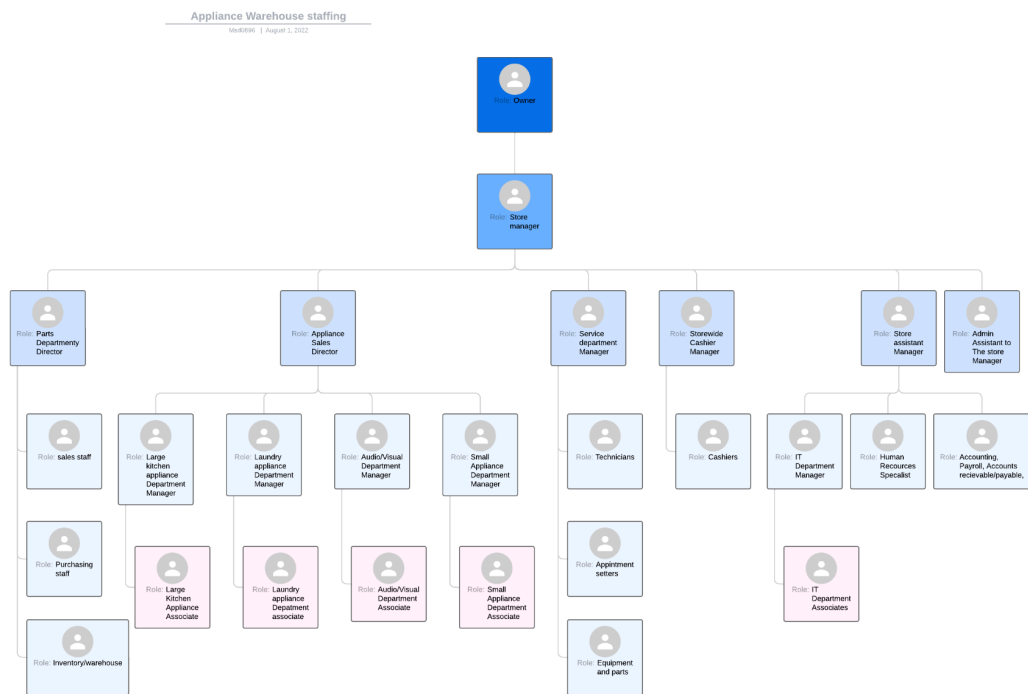 Appliance Warehouse staffing
Msd0696 | August 1, 2022
Role: Owner
Role: Store
manager
Role: Parts
Departmenty
Director
Role: Appliance
Sales
Director
Role: Service
department
Manager
Role: Storewide
Cashier
Manager
Role: Store
assistant
Manager
Role: Admin
Assistant to
The store
Manager
Role: sales staff
Role: Large
kitchen
appliance
Department
Manager
Role: Laundry
appliance
Department
Manager
Role: Audio/Visual
Department
Manager
Role: Small
Appliance
Department
Manager
Role: Technicians
Role: Cashiers
Role: IT
Department
Manager
Role: Human
Recources
Specalist
Role: Accounting,
Payroll, Accounts
recievable/payable,
Role: Purchasing
staff
Role: Large
Kitchen
Appliance
Associate
Role: Laundry
appliance
Depatment
associate
Role: Audio/Visual
Department
Associate
Role: Small
Appliance
Department
Associate
Role: Appintment
setters
Role: IT
Department
Associates
Role: Inventory/warehouse
Role: Equipment
and parts